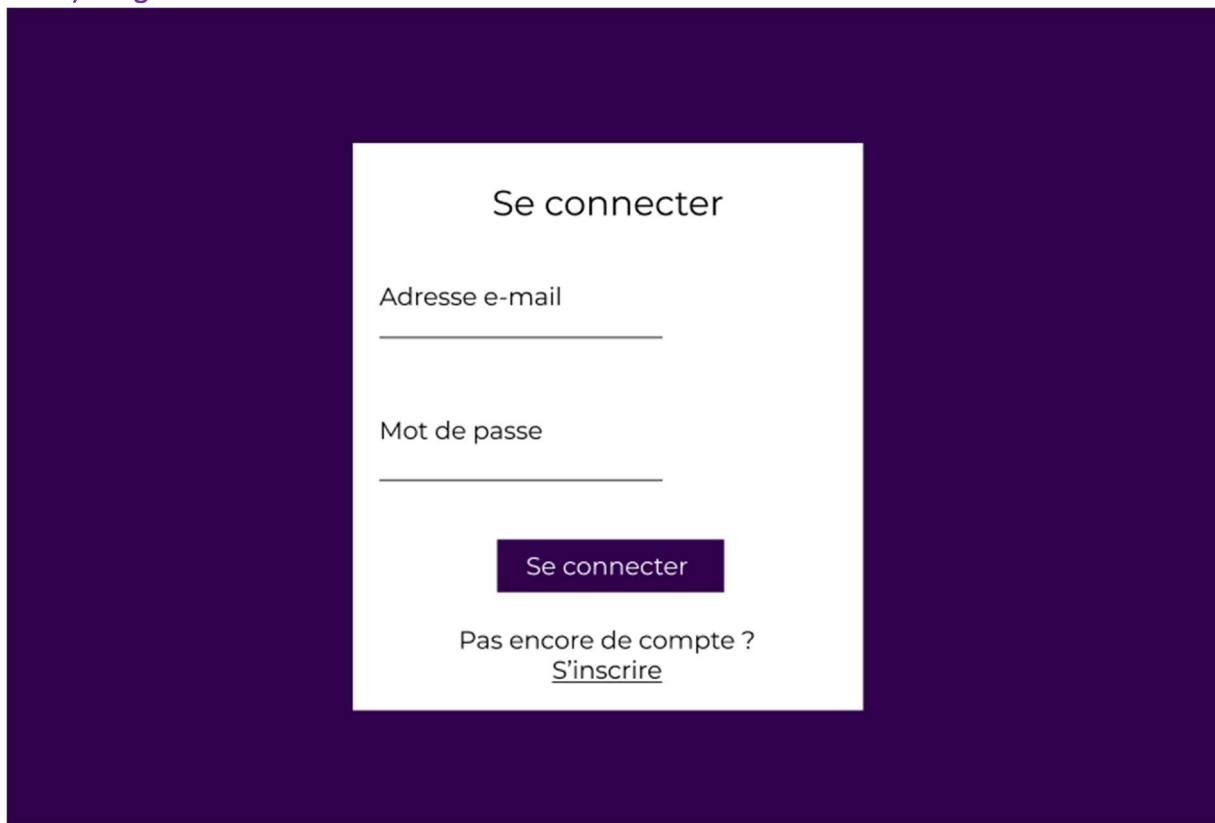 Se connecter
Adresse e-mail
Mot de passe
Se connecter
Pas encore de compte ?
S'inscrire